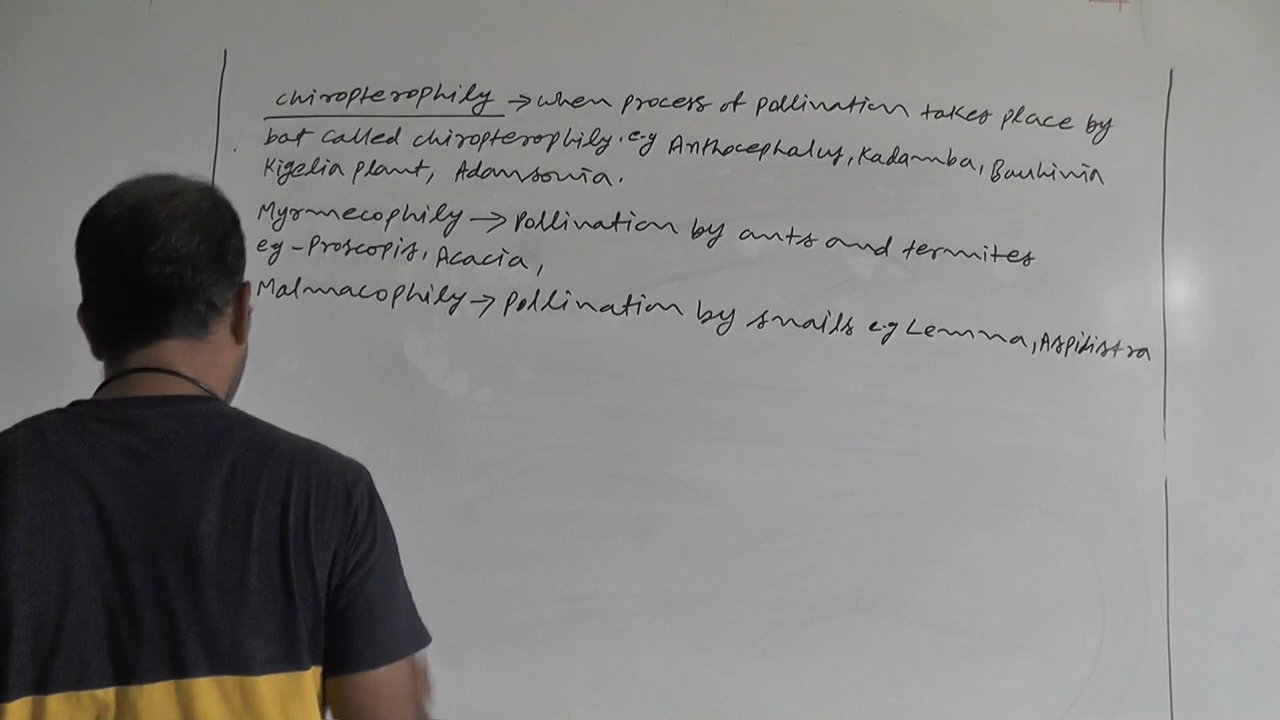 chiropterophily → when process of pollination takes place by
bat called chiropterophily. e.g Anthocephalus, Kadamba, Bauhinia
Kigelia plant, Adansonia.
Myrmecophily → pollination by ants and termites
eg - Proscopis, Acacia,
Malmacophily → pollination by snails e.g Lemna, Aspidistra